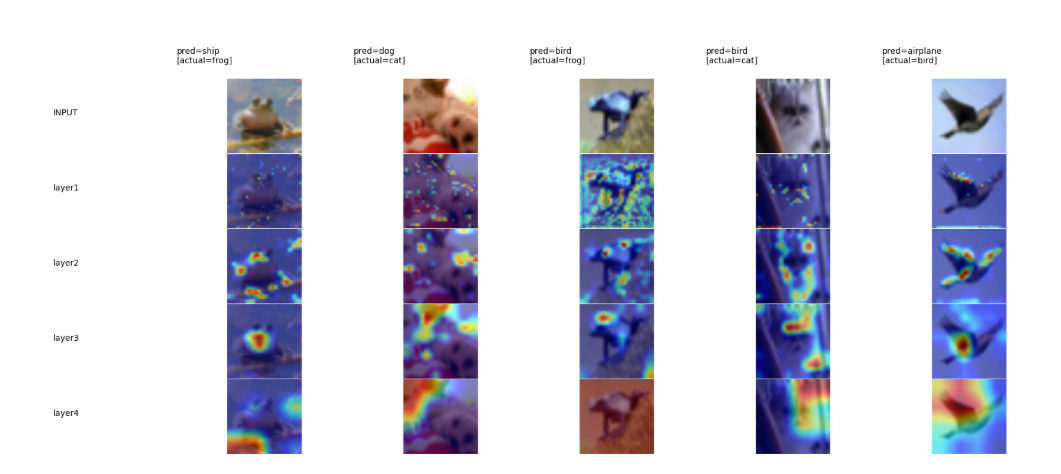 pred=ship
[actual=frog]
pred=dog
[actual=cat]
pred=bird
[actual=frog]
pred=bird
[actual=cat]
pred=airplane
[actual=bird]
INPUT
layer1
layer2
layer3
layer4